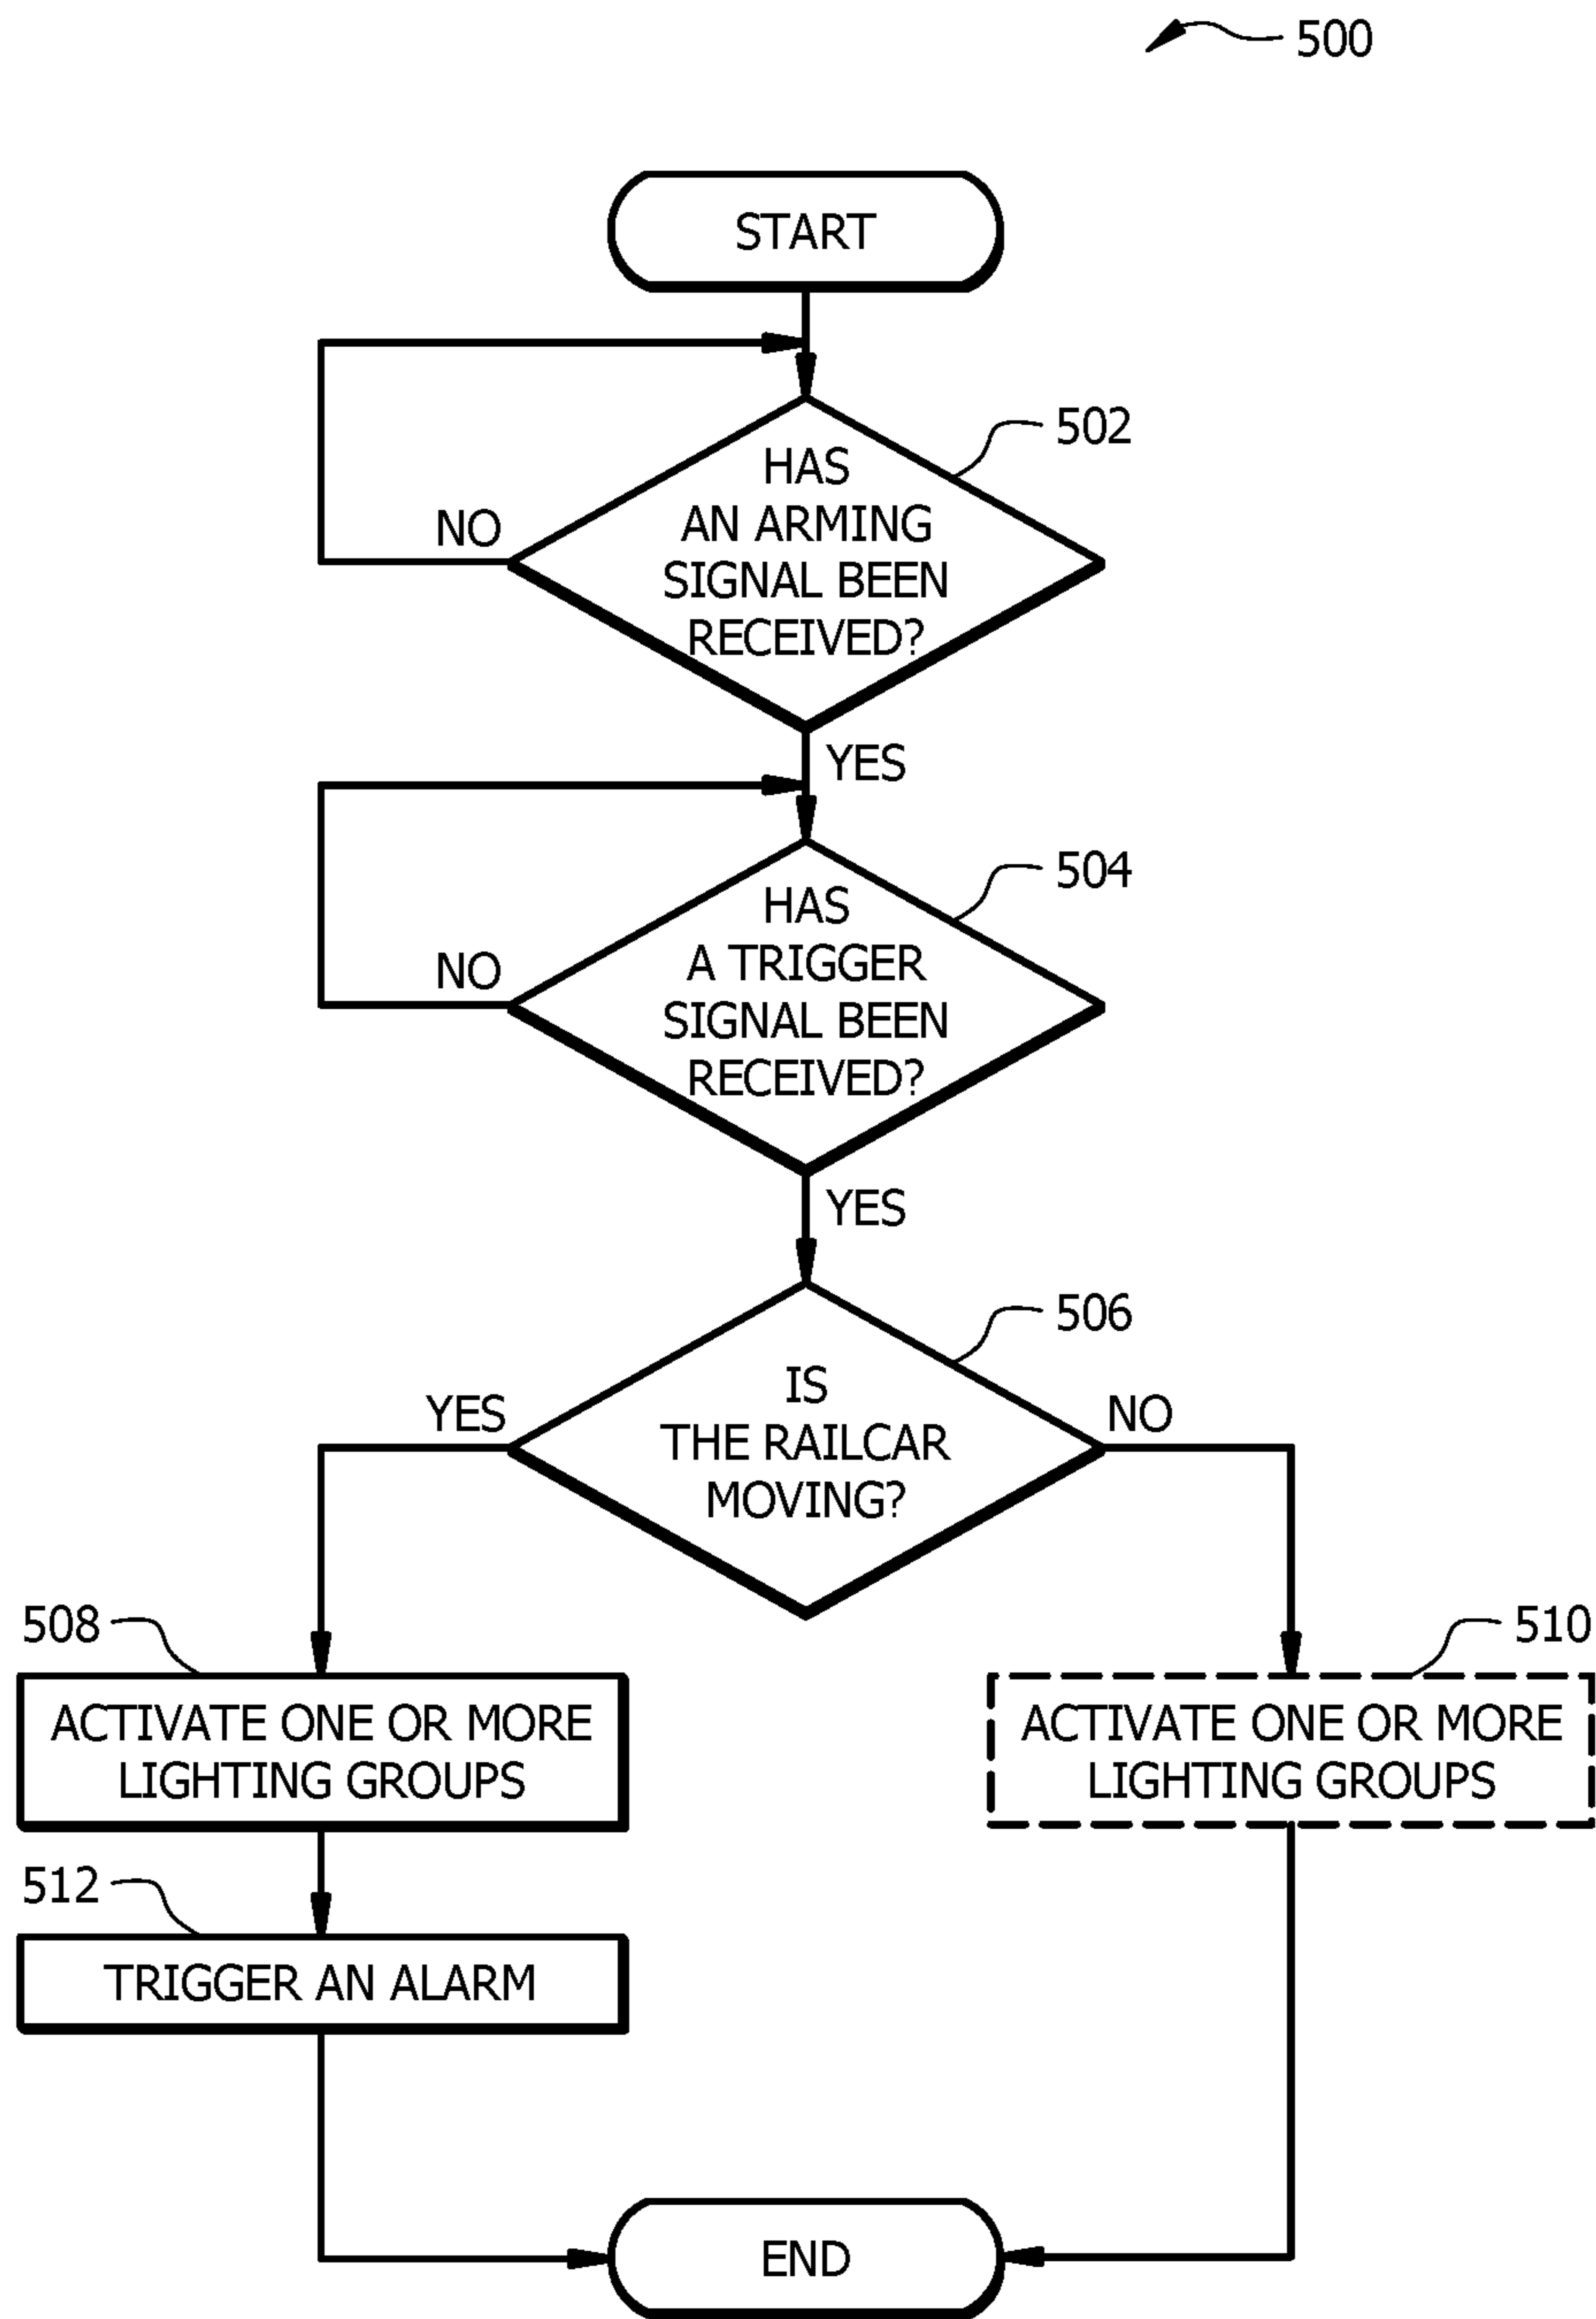 500
START
502
HAS
AN ARMING
SIGNAL BEEN
RECEIVED?
NO
YES
504
HAS
A TRIGGER
SIGNAL BEEN
RECEIVED?
NO
YES
506
IS
THE RAILCAR
MOVING?
YES
NO
508
ACTIVATE ONE OR MORE
LIGHTING GROUPS
510
ACTIVATE ONE OR MORE
LIGHTING GROUPS
512
TRIGGER AN ALARM
END